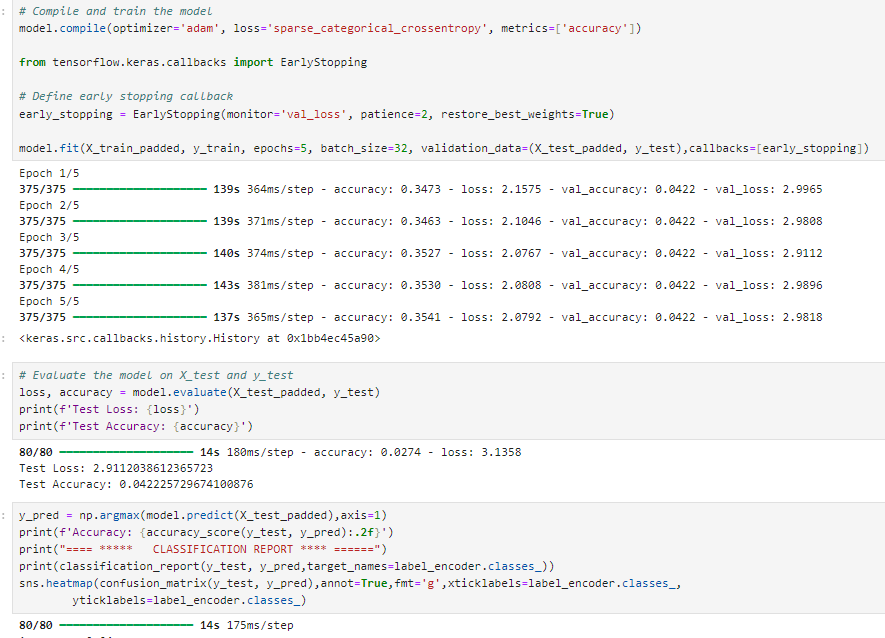 # Compile and train the model
model.compile(optimizer='adam', loss='sparse_categorical_crossentropy', metrics=['accuracy'])
from tensorflow.keras.callbacks import EarlyStopping
# Define early stopping callback
early_stopping = EarlyStopping(monitor='val_loss', patience=2, restore_best_weights=True)
model.fit(X_train_padded, y_train, epochs=5, batch_size=32, validation_data=(X_test_padded, y_test),callbacks=[early_stopping])
Epoch 1/5
375/375 139s 364ms/step - accuracy: 0.3473 - loss: 2.1575 - val_accuracy: 0.0422 - val_loss: 2.9965
Epoch 2/5
375/375 139s 371ms/step - accuracy: 0.3463 - loss: 2.1046 - val_accuracy: 0.0422 - val_loss: 2.9808
Epoch 3/5
375/375 140s 374ms/step - accuracy: 0.3527 - loss: 2.0767 - val_accuracy: 0.0422 - val_loss: 2.9112
Epoch 4/5
375/375 143s 381ms/step - accuracy: 0.3530 - loss: 2.0808 - val_accuracy: 0.0422 - val_loss: 2.9896
Epoch 5/5
375/375 137s 365ms/step - accuracy: 0.3541 - loss: 2.0792 - val_accuracy: 0.0422 - val_loss: 2.9818
<keras.src.callbacks.history.History at 0x1bb4ec45a90>
# Evaluate the model on X_test and y_test
loss, accuracy = model.evaluate(X_test_padded, y_test)
print(f'Test Loss: {loss}')
print(f'Test Accuracy: {accuracy}')
80/80 14s 180ms/step - accuracy: 0.0274 - loss: 3.1358
Test Loss: 2.9112038612365723
Test Accuracy: 0.042225729674100876
y_pred = np.argmax(model.predict(X_test_padded),axis=1)
print(f'Accuracy: {accuracy_score(y_test, y_pred):.2f}')
print("==== *****   CLASSIFICATION REPORT **** ======")
print(classification_report(y_test, y_pred,target_names=label_encoder.classes_))
sns.heatmap(confusion_matrix(y_test, y_pred),annot=True,fmt='g',xticklabels=label_encoder.classes_,
yticklabels=label_encoder.classes_)
80/80 14s 175ms/step